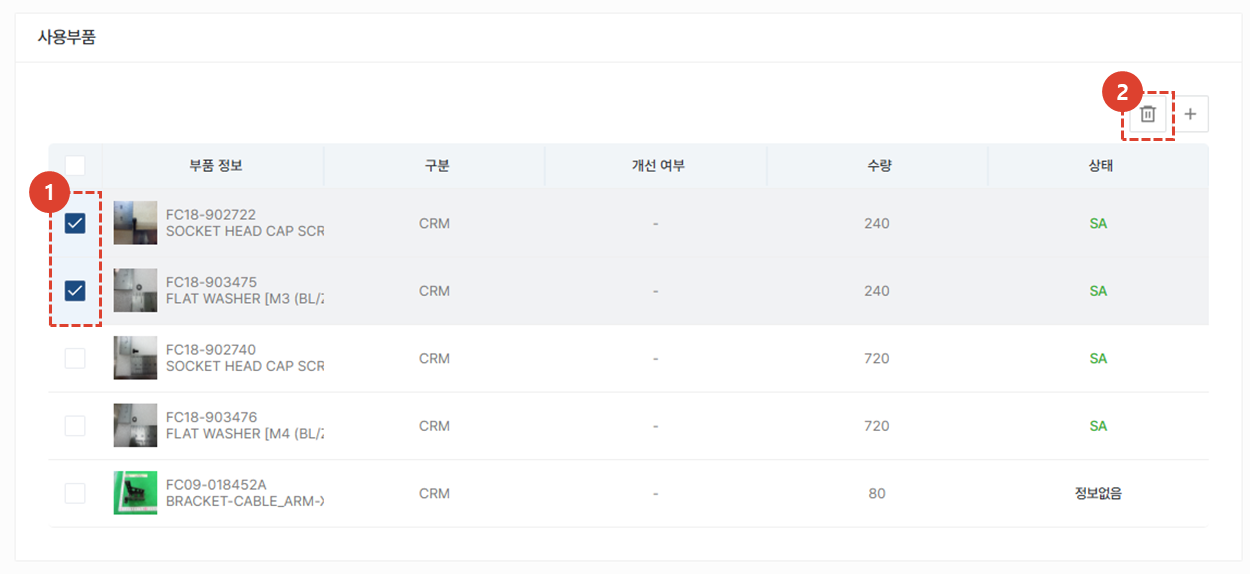 사용부품
2
+
부품 정보 구분 개선 여부 수량 상태
1
FC18-902722
SOCKET HEAD CAP SCR
CRM - 240 SA
FC18-903475
FLAT WASHER [M3 (BL/Z
CRM - 240 SA
FC18-902740
SOCKET HEAD CAP SCR
CRM - 720 SA
FC18-903476
FLAT WASHER [M4 (BL/Z
CRM - 720 SA
FC09-018452A
BRACKET-CABLE_ARM-X
CRM - 80 정보없음